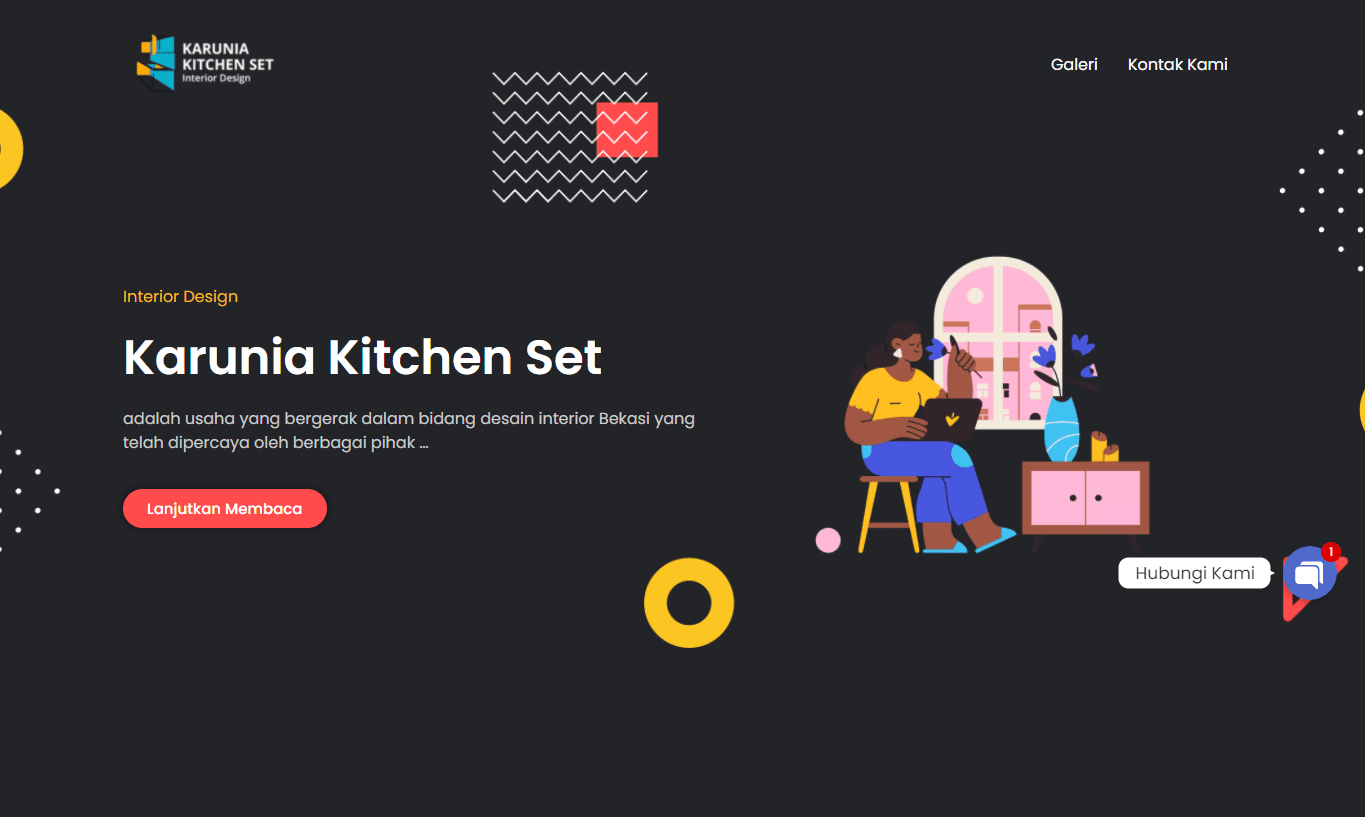 KARUNIA
KITCHEN SET
Interior Design
Galeri
Kontak Kami
Interior Design
Karunia Kitchen Set
adalah usaha yang bergerak dalam bidang desain interior Bekasi yang
telah dipercaya oleh berbagai pihak ...
Lanjutkan Membaca
Hubungi Kami
1